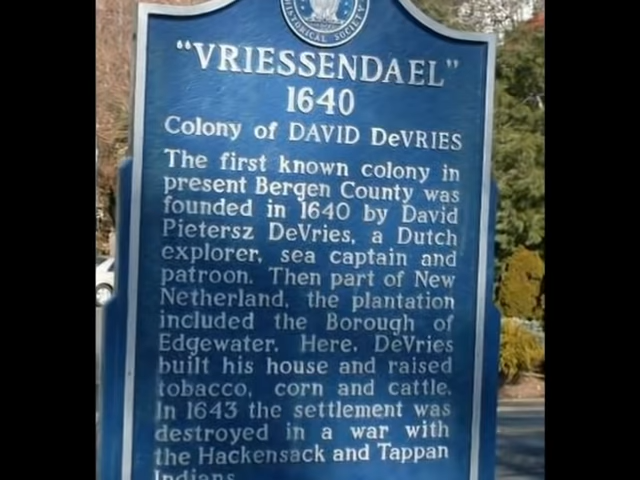 HISTORICAL SOCIETY
"VRIESSENDAEL"
1640
Colony of DAVID DeVRIES
The first known colony in
present Bergen County was
founded in 1640 by David
Pietersz DeVries, a Dutch
explorer, sea captain and
patroon. Then part of New
Netherland, the plantation
included the Borough of
Edgewater. Here, DeVries
built his house and raised
tobacco, corn and cattle.
In 1643 the settlement was
destroyed in a war with
the Hackensack and Tappan
Indians